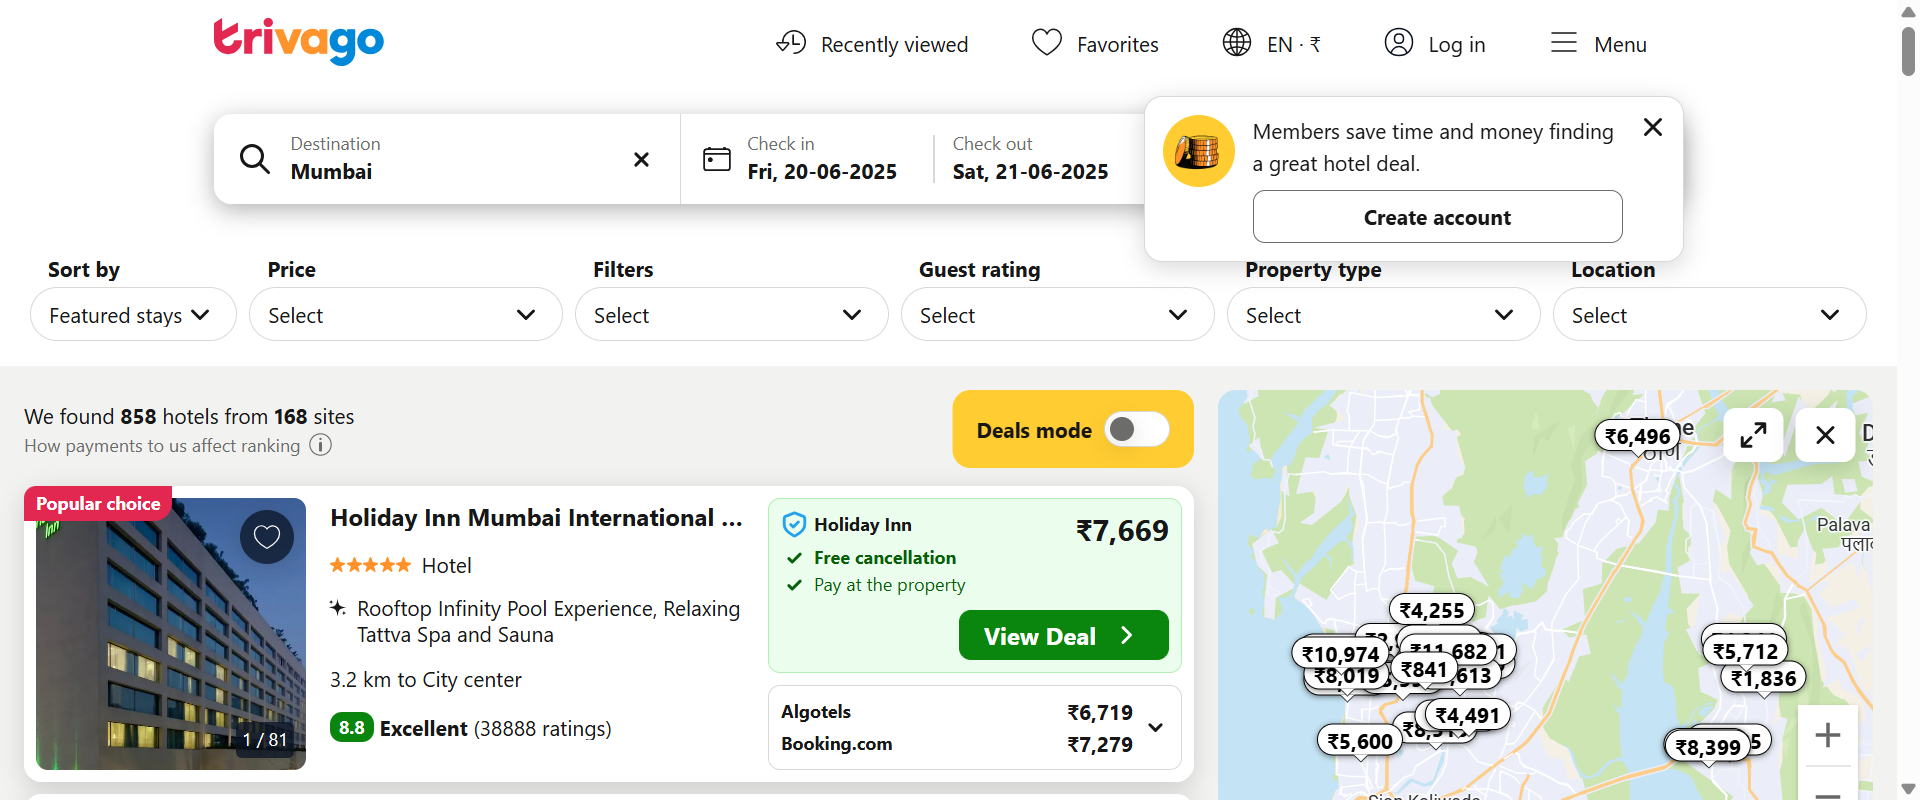 trivago
Recently viewed
Favorites
EN · ₹
Log in
Menu
Destination
Mumbai
Check in
Fri, 20-06-2025
Check out
Sat, 21-06-2025
Members save time and money finding
a great hotel deal.
Create account
Sort by
Featured stays
Price
Select
Filters
Select
Guest rating
Select
Property type
Select
Location
Select
We found 858 hotels from 168 sites
How payments to us affect ranking
Deals mode
Popular choice
1 / 81
Holiday Inn Mumbai International ...
Hotel
Rooftop Infinity Pool Experience, Relaxing
Tattva Spa and Sauna
3.2 km to City center
8.8 Excellent (38888 ratings)
Holiday Inn
₹7,669
Free cancellation
Pay at the property
View Deal
Algotels ₹6,719
Booking.com ₹7,279
₹6,496
Palava
₹4,255
₹10,974
₹11,682
₹841
₹8,019
₹4,491
₹5,600
₹5,712
₹1,836
₹8,399